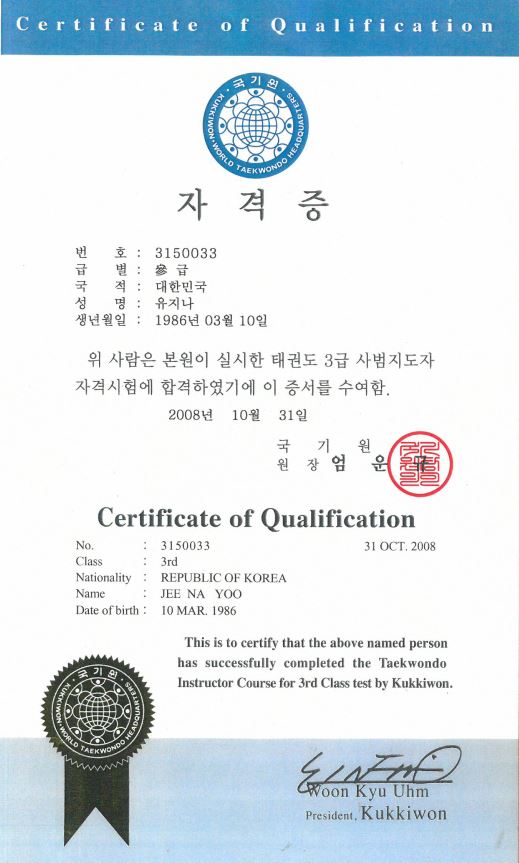 Certificate of Qualification
· 국 기 원 ·
KUKKIWON · WORLD TAEKWONDO HEADQUARTERS
자 격 증
번 호 : 3150033
급 별 : 參 급
국 적 : 대한민국
성 명 : 유지나
생년월일 : 1986년 03월 10일
위 사람은 본원이 실시한 태권도 3급 사범지도자
자격시험에 합격하였기에 이 증서를 수여함.
2008년 10월 31일
국 기 원
원 장 엄 운 규
Certificate of Qualification
No. : 3150033 31 OCT. 2008
Class : 3rd
Nationality : REPUBLIC OF KOREA
Name : JEE NA YOO
Date of birth : 10 MAR. 1986
This is to certify that the above named person
has successfully completed the Taekwondo
Instructor Course for 3rd Class test by Kukkiwon.
· 국 기 원 ·
KUKKIWON · WORLD TAEKWONDO HEADQUARTERS
Woon Kyu Uhm
President, Kukkiwon